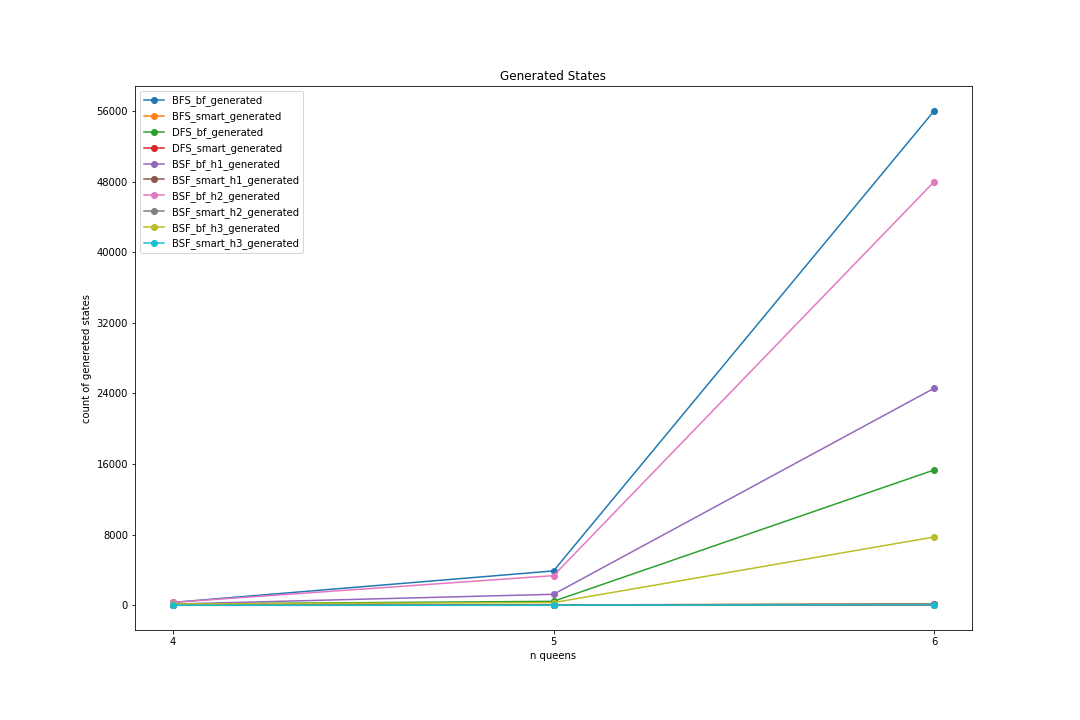 Generated States
BFS_bf_generated
BFS_smart_generated
DFS_bf_generated
DFS_smart_generated
BSF_bf_h1_generated
BSF_smart_h1_generated
BSF_bf_h2_generated
BSF_smart_h2_generated
BSF_bf_h3_generated
BSF_smart_h3_generated
56000
48000
40000
32000
24000
16000
8000
0
count of genereted states
4
5
6
n queens